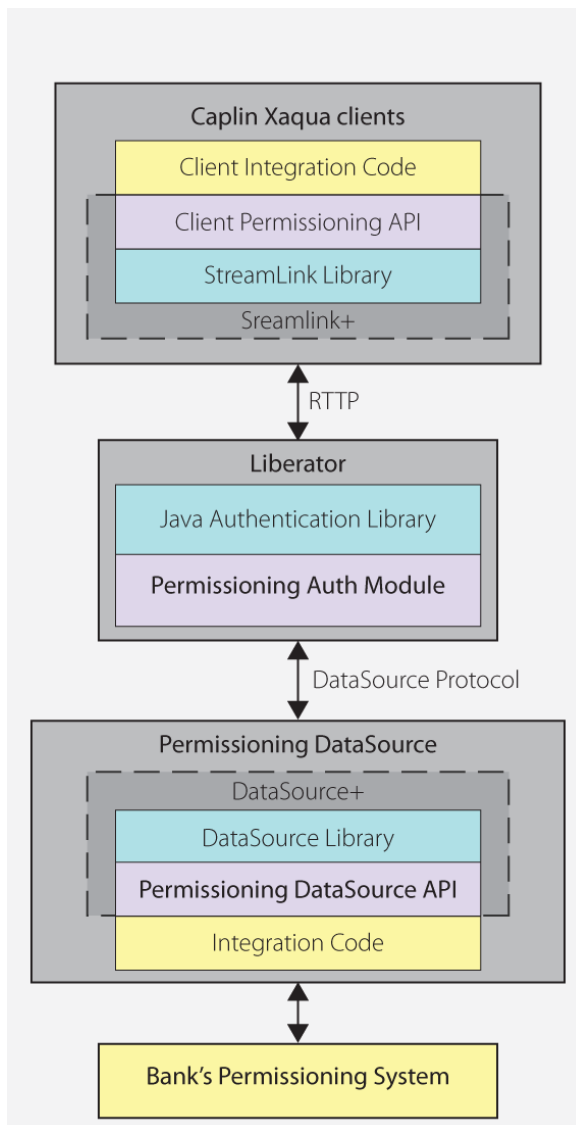 Caplin Xaqua clients
Client Integration Code
Client Permissioning API
StreamLink Library
Sreamlink+
RTTP
Liberator
Java Authentication Library
Permissioning Auth Module
DataSource Protocol
Permissioning DataSource
DataSource+
DataSource Library
Permissioning DataSource API
Integration Code
Bank's Permissioning System